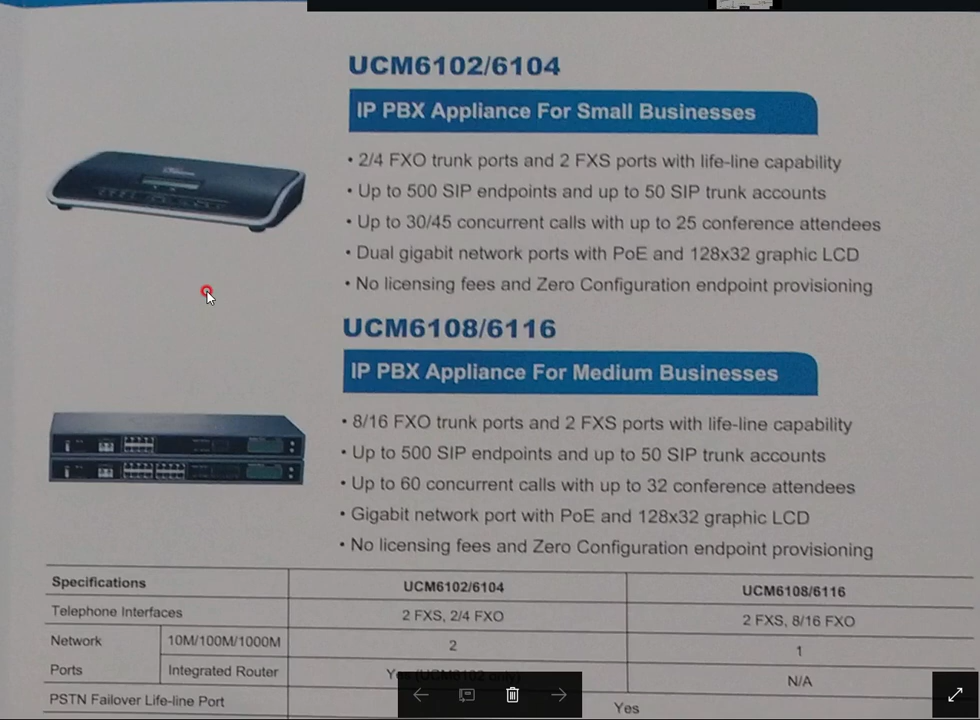 UCM6102/6104
IP PBX Appliance For Small Businesses
• 2/4 FXO trunk ports and 2 FXS ports with life-line capability
• Up to 500 SIP endpoints and up to 50 SIP trunk accounts
• Up to 30/45 concurrent calls with up to 25 conference attendees
• Dual gigabit network ports with PoE and 128x32 graphic LCD
• No licensing fees and Zero Configuration endpoint provisioning
UCM6108/6116
IP PBX Appliance For Medium Businesses
• 8/16 FXO trunk ports and 2 FXS ports with life-line capability
• Up to 500 SIP endpoints and up to 50 SIP trunk accounts
• Up to 60 concurrent calls with up to 32 conference attendees
• Gigabit network port with PoE and 128x32 graphic LCD
• No licensing fees and Zero Configuration endpoint provisioning
Specifications UCM6102/6104 UCM6108/6116
Telephone Interfaces 2 FXS, 2/4 FXO 2 FXS, 8/16 FXO
Network 10M/100M/1000M 2 1
Ports Integrated Router Yes (UCM6102 only) N/A
PSTN Failover Life-line Port Yes